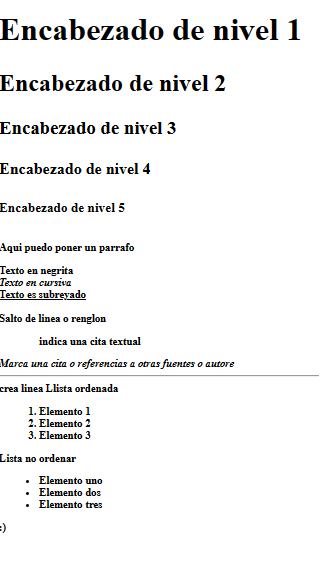 Encabezado de nivel 1
Encabezado de nivel 2
Encabezado de nivel 3
Encabezado de nivel 4
Encabezado de nivel 5
Aqui puedo poner un parrafo
Texto en negrita
Texto en cursiva
Texto es subreyado
Salto de linea o renglon
indica una cita textual
Marca una cita o referencias a otras fuentes o autore
crea linea Llista ordenada
1. Elemento 1
2. Elemento 2
3. Elemento 3
Lista no ordenar
• Elemento uno
• Elemento dos
• Elemento tres
:)